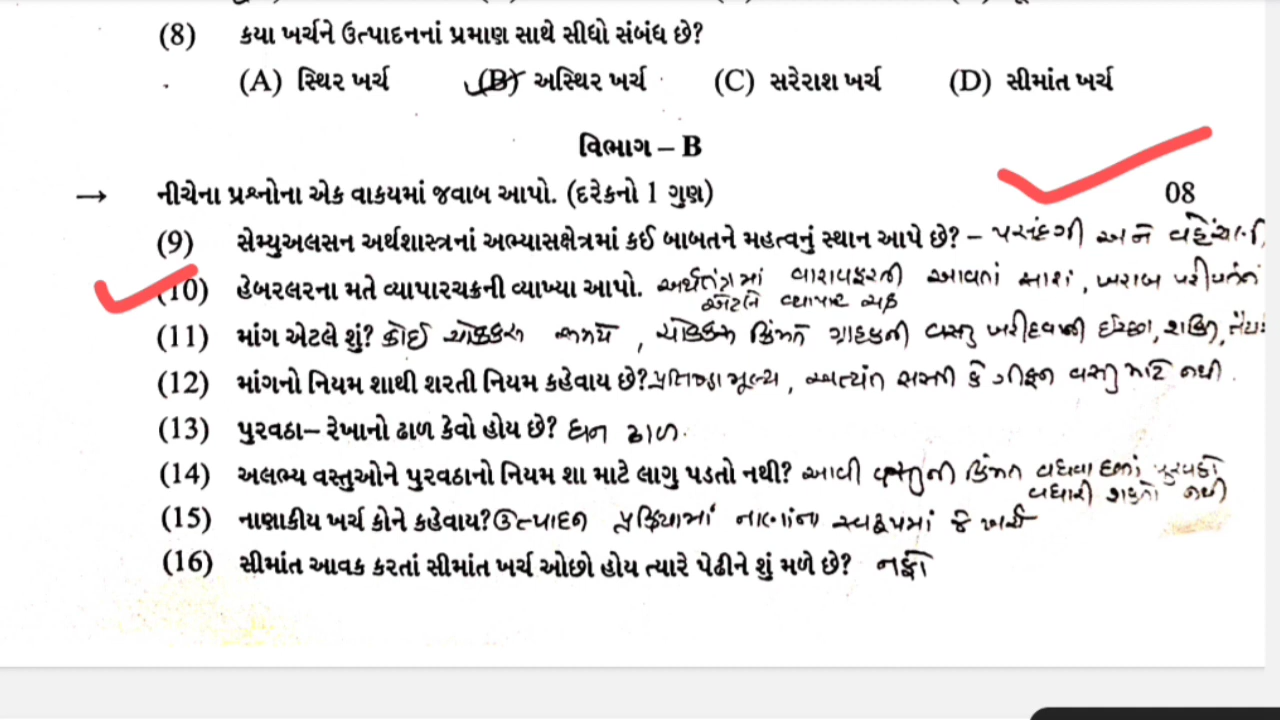 (8) કયા ખર્ચને ઉત્પાદનનાં પ્રમાણ સાથે સીધો સંબંધ છે?
(A) સ્થિર ખર્ચ (B) અસ્થિર ખર્ચ (C) સરેરાશ ખર્ચ (D) સીમાંત ખર્ચ
વિભાગ – B
→ નીચેના પ્રશ્નોના એક વાક્યમાં જવાબ આપો. (દરેકનો 1 ગુણ) 08
(9) સેમ્યુઅલસન અર્થશાસ્ત્રનાં અભ્યાસક્ષેત્રમાં કઈ બાબતને મહત્વનું સ્થાન આપે છે? – પસંદગી અને વહેંચણી
(10) હેબરલરના મતે વ્યાપારચક્રની વ્યાખ્યા આપો. અર્થતંત્રમાં વારાફરતી આવતાં સારાં, ખરાબ
એટલે વ્યાપાર ચક્ર
(11) માંગ એટલે શું? કોઈ ચોક્કસ સમયે, ચોક્કસ કિંમતે ગ્રાહકની વસ્તુ ખરીદવાની ઈચ્છા, શક્તિ,
(12) માંગનો નિયમ શાથી શરતી નિયમ કહેવાય છે? પ્રતિષ્ઠા મૂલ્ય, અત્યંત સસ્તી કે ગીફન વસ્તુ માટે નથી.
(13) પુરવઠા– રેખાનો ઢાળ કેવો હોય છે? ધન ઢાળ.
(14) અલભ્ય વસ્તુઓને પુરવઠાનો નિયમ શા માટે લાગુ પડતો નથી? આવી વસ્તુની કિંમત વધવા છતાં પુરવઠો
વધારી શકાતો નથી
(15) નાણાકીય ખર્ચ કોને કહેવાય? ઉત્પાદન પ્રક્રિયામાં નાણાંના સ્વરૂપમાં જે ખર્ચ
(16) સીમાંત આવક કરતાં સીમાંત ખર્ચ ઓછો હોય ત્યારે પેઢીને શું મળે છે? નફો